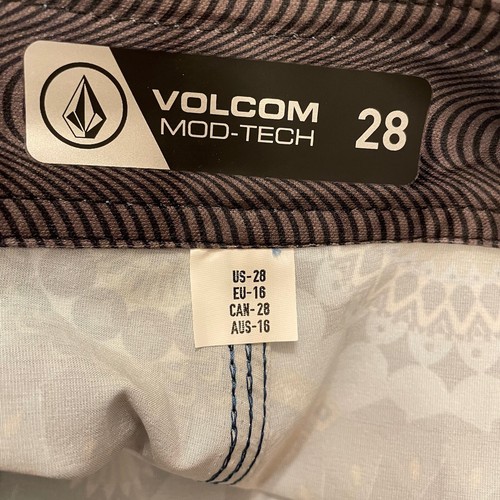 VOLCOM
MOD-TECH
28
US-28
EU-16
CAN-28
AUS-16